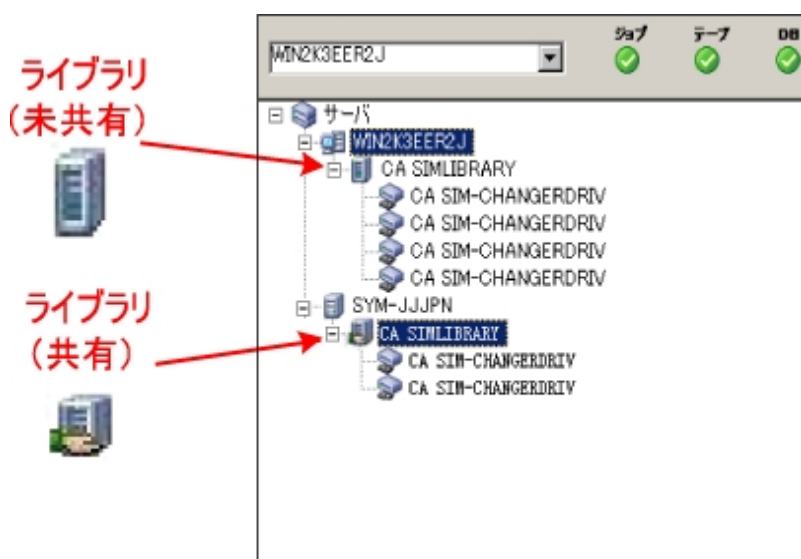 ライブラリ
(未共有)
ライブラリ
(共有)
WIN2K3EER2J
ジョブ
テープ
DB
サーバ
WIN2K3EER2J
CA SIMLIBRARY
CA SIM-CHANGERDRIV
CA SIM-CHANGERDRIV
CA SIM-CHANGERDRIV
CA SIM-CHANGERDRIV
SYM-JJJPN
CA SIMLIBRARY
CA SIM-CHANGERDRIV
CA SIM-CHANGERDRIV